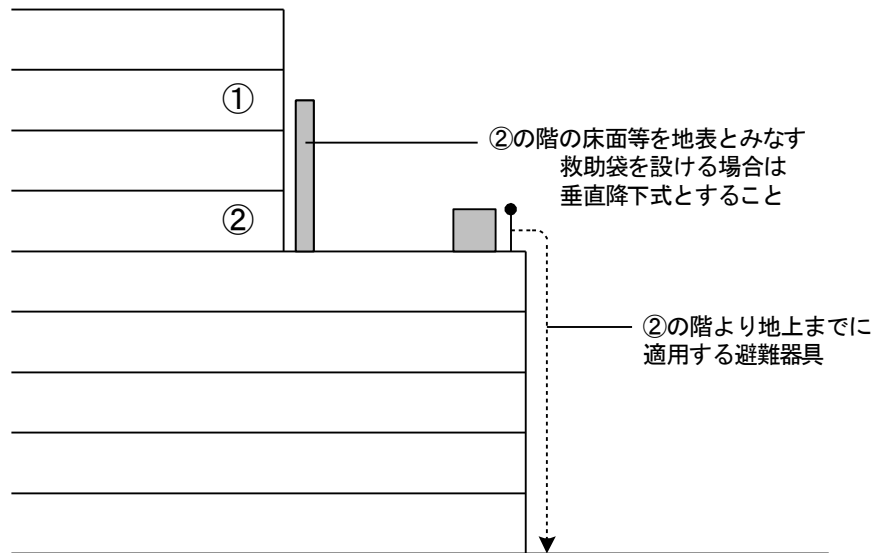 ①
②の階の床面等を地表とみなす
救助袋を設ける場合は
垂直降下式とすること
②
②の階より地上までに
適用する避難器具